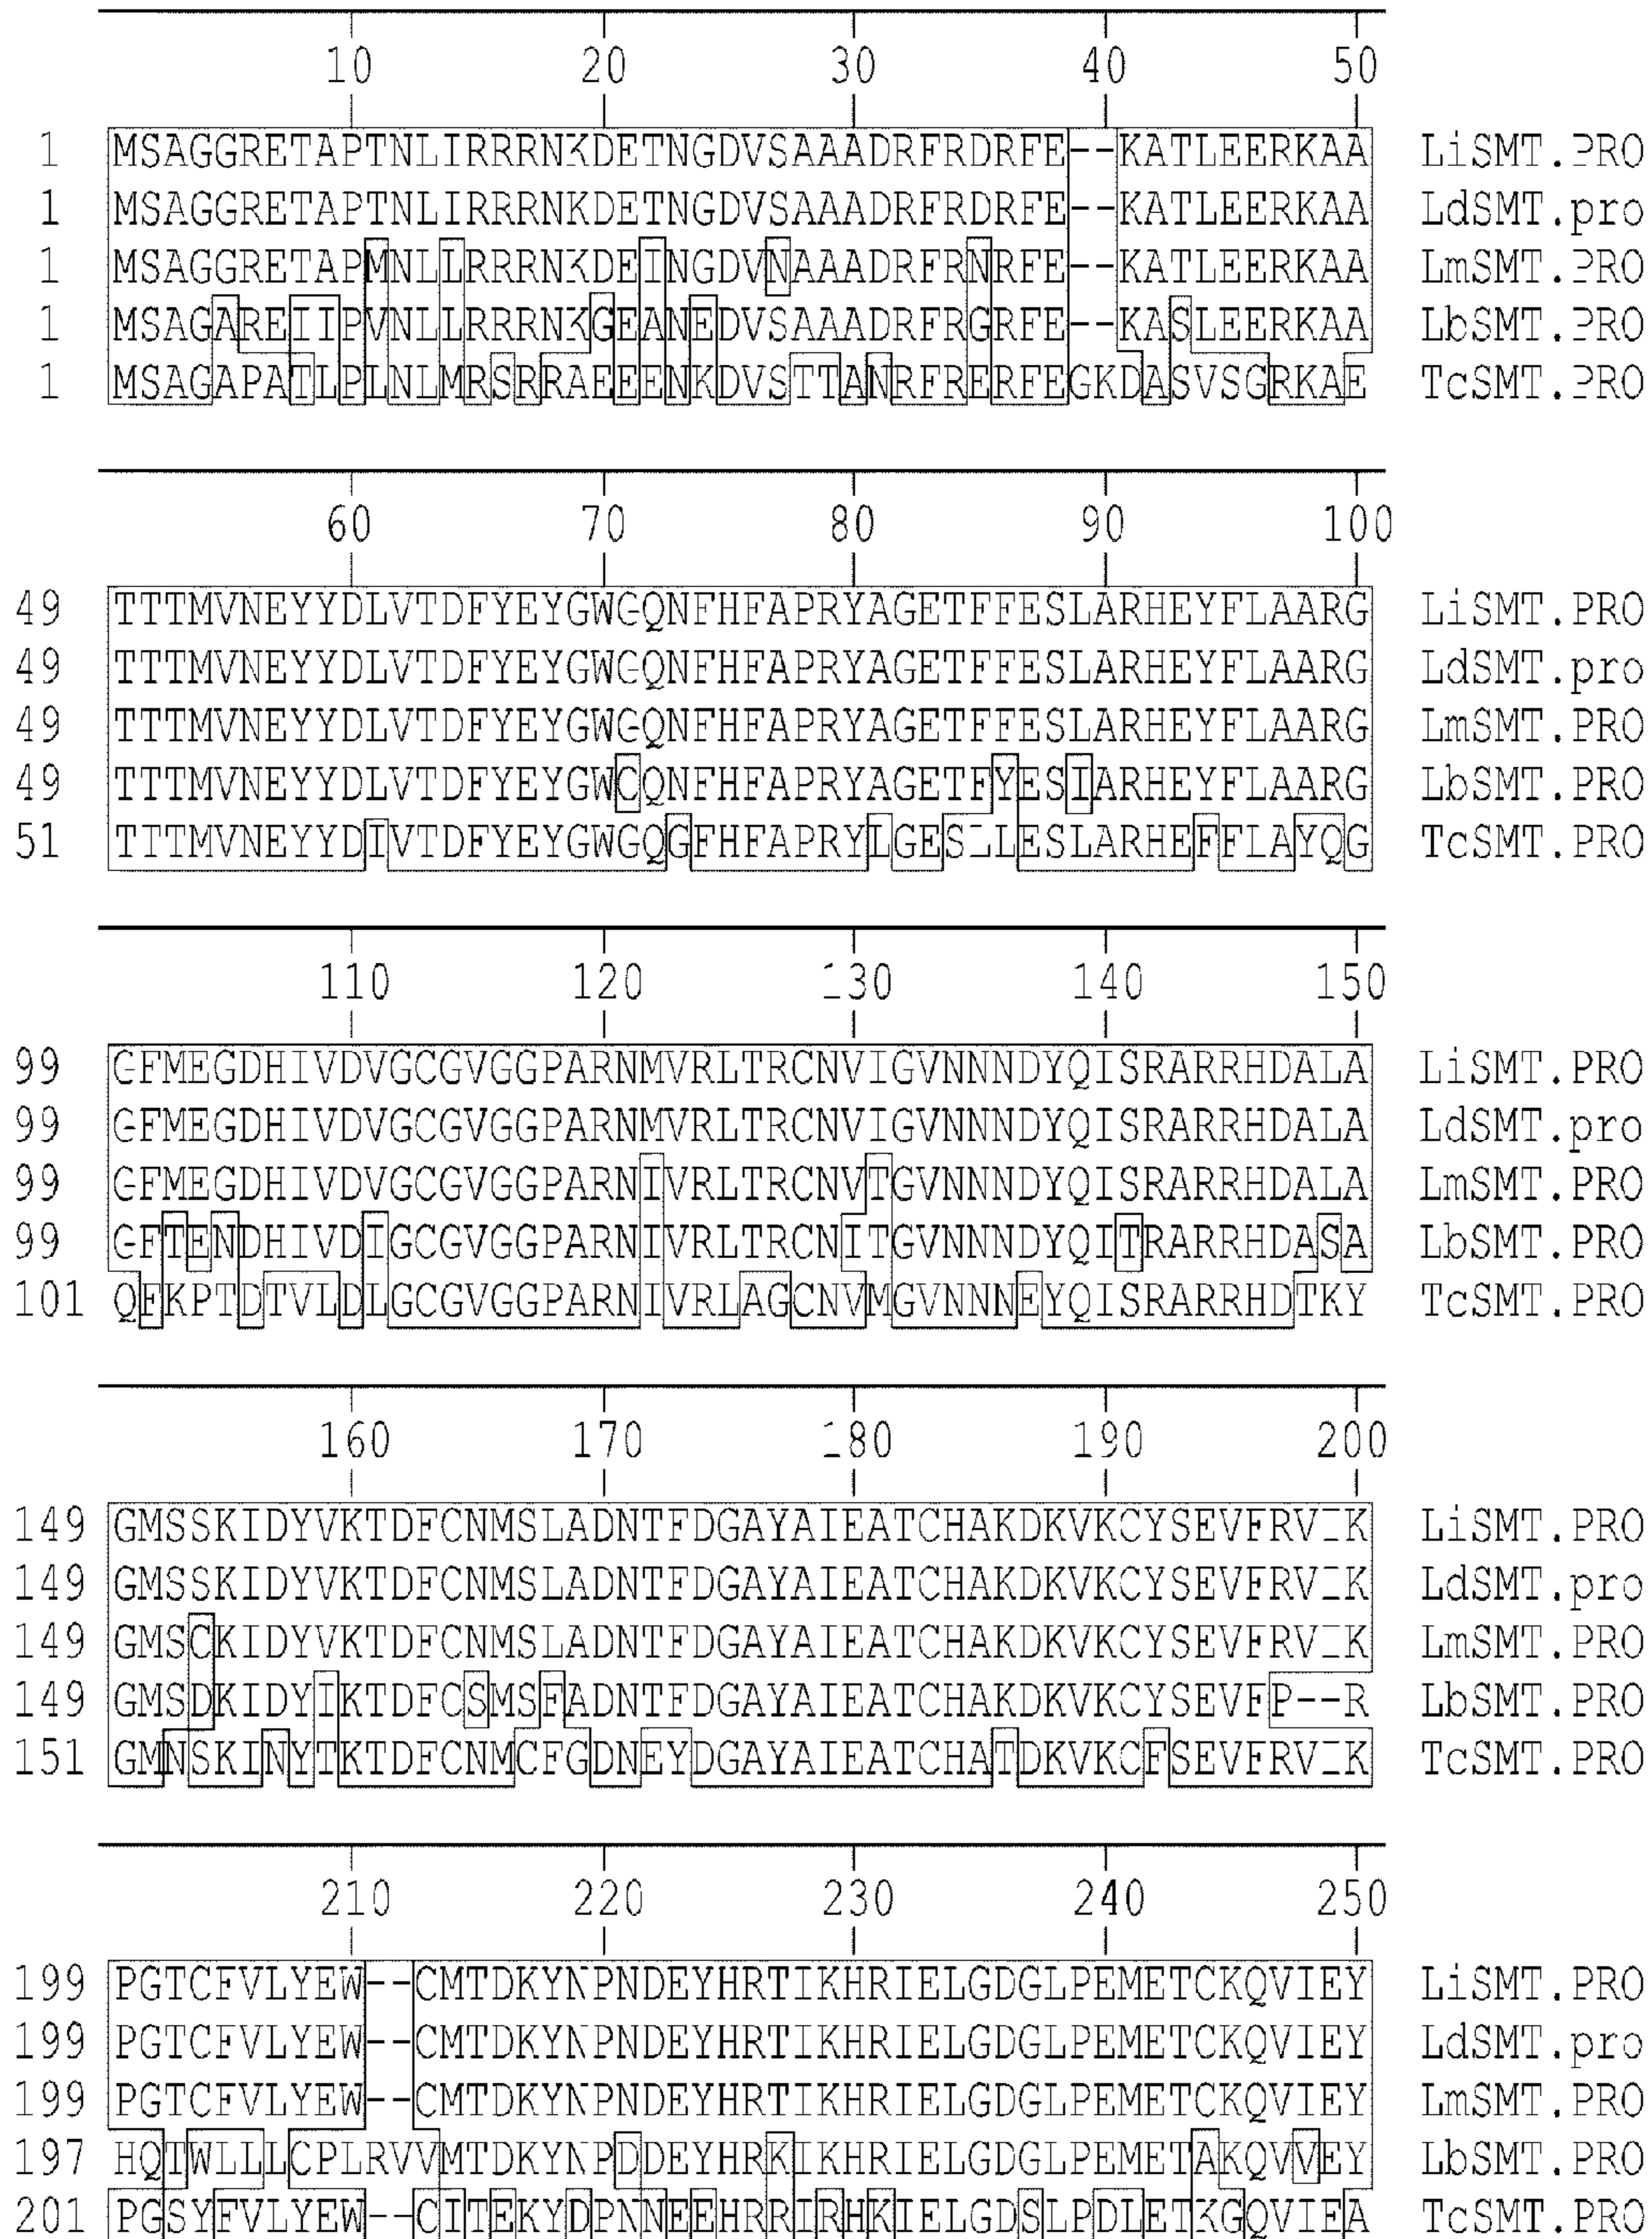 10 20 30 40 50
1 MSAGGRETAPTNLIRRRNKDETNGDVSAAADRFRDRFE--KATLEERKAA LiSMT.PRO
1 MSAGGRETAPTNLIRRRNKDETNGDVSAAADRFRDRFE--KATLEERKAA LdSMT.pro
1 MSAGGRETAPMNLLRRRNKDEINGDVNAAADRFRNRFE--KATLEERKAA LmSMT.PRO
1 MSAGAREIIPVNLLRRRNKGEANEDVSAAADRFRGRFE--KASLEERKAA LbSMT.PRO
1 MSAGAPATLPLNLMRSRRAEEENKDVSTTANRFRERFEGKDASVSGRKAE TcSMT.PRO
60 70 80 90 100
49 TTTMVNEYYDLVTDFYEYGWGQNFHFAPRYAGETFFESLARHEYFLAARG LiSMT.PRO
49 TTTMVNEYYDLVTDFYEYGWGQNFHFAPRYAGETFFESLARHEYFLAARG LdSMT.pro
49 TTTMVNEYYDLVTDFYEYGWGQNFHFAPRYAGETFFESLARHEYFLAARG LmSMT.PRO
49 TTTMVNEYYDLVTDFYEYGWCQNFHFAPRYAGETFYESIARHEYFLAARG LbSMT.PRO
51 TTTMVNEYYDIVTDFYEYGWGQGFHFAPRYLGESLLESLARHEFFLAYQG TcSMT.PRO
110 120 130 140 150
99 GFMEGDHIVDVGCGVGGPARNMVRLTRCNVIGVNNNDYQISRARRHDALA LiSMT.PRO
99 GFMEGDHIVDVGCGVGGPARNMVRLTRCNVIGVNNNDYQISRARRHDALA LdSMT.pro
99 GFMEGDHIVDVGCGVGGPARNIVRLTRCNVTGVNNNDYQISRARRHDALA LmSMT.PRO
99 GFTENDHIVDIGCGVGGPARNIVRLTRCNITGVNNNDYQITRARRHDASA LbSMT.PRO
101 QFKPTDTVLDLGCGVGGPARNIVRLAGCNVMGVNNNEYQISRARRHDTKY TcSMT.PRO
160 170 180 190 200
149 GMSSKIDYVKTDFCNMSLADNTFDGAYAIEATCHAKDKVKCYSEVFRVIK LiSMT.PRO
149 GMSSKIDYVKTDFCNMSLADNTFDGAYAIEATCHAKDKVKCYSEVFRVIK LdSMT.pro
149 GMSCKIDYVKTDFCNMSLADNTFDGAYAIEATCHAKDKVKCYSEVFRVIK LmSMT.PRO
149 GMSDKIDYIKTDFCSMSFADNTFDGAYAIEATCHAKDKVKCYSEVFP--R LbSMT.PRO
151 GMNSKINYTKTDFCNMCFGDNEYDGAYAIEATCHATDKVKCFSEVFRVIK TcSMT.PRO
210 220 230 240 250
199 PGTCFVLYEW--CMTDKYNPNDEYHRTIKHRIELGDGLPEMETCKQVIEY LiSMT.PRO
199 PGTCFVLYEW--CMTDKYNPNDEYHRTIKHRIELGDGLPEMETCKQVIEY LdSMT.pro
199 PGTCFVLYEW--CMTDKYNPNDEYHRTIKHRIELGDGLPEMETCKQVIEY LmSMT.PRO
197 HQTWLLLCPLRVVMTDKYNPDDEYHRKIKHRIELGDGLPEMETAKQVVEY LbSMT.PRO
201 PGSYFVLYEW--CITEKYDPNNEEHRRIRHKIELGDSLPDLETKGQVIEA TcSMT.PRO